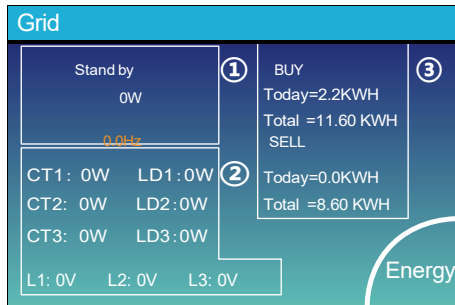 Grid
Stand by
0W
0.0Hz
①
CT1: 0W LD1:0W
CT2: 0W LD2:0W
CT3: 0W LD3:0W
②
L1: 0V L2: 0V L3: 0V
BUY
Today=2.2KWH
Total =11.60 KWH
SELL
Today=0.0KWH
Total =8.60 KWH
③
Energy